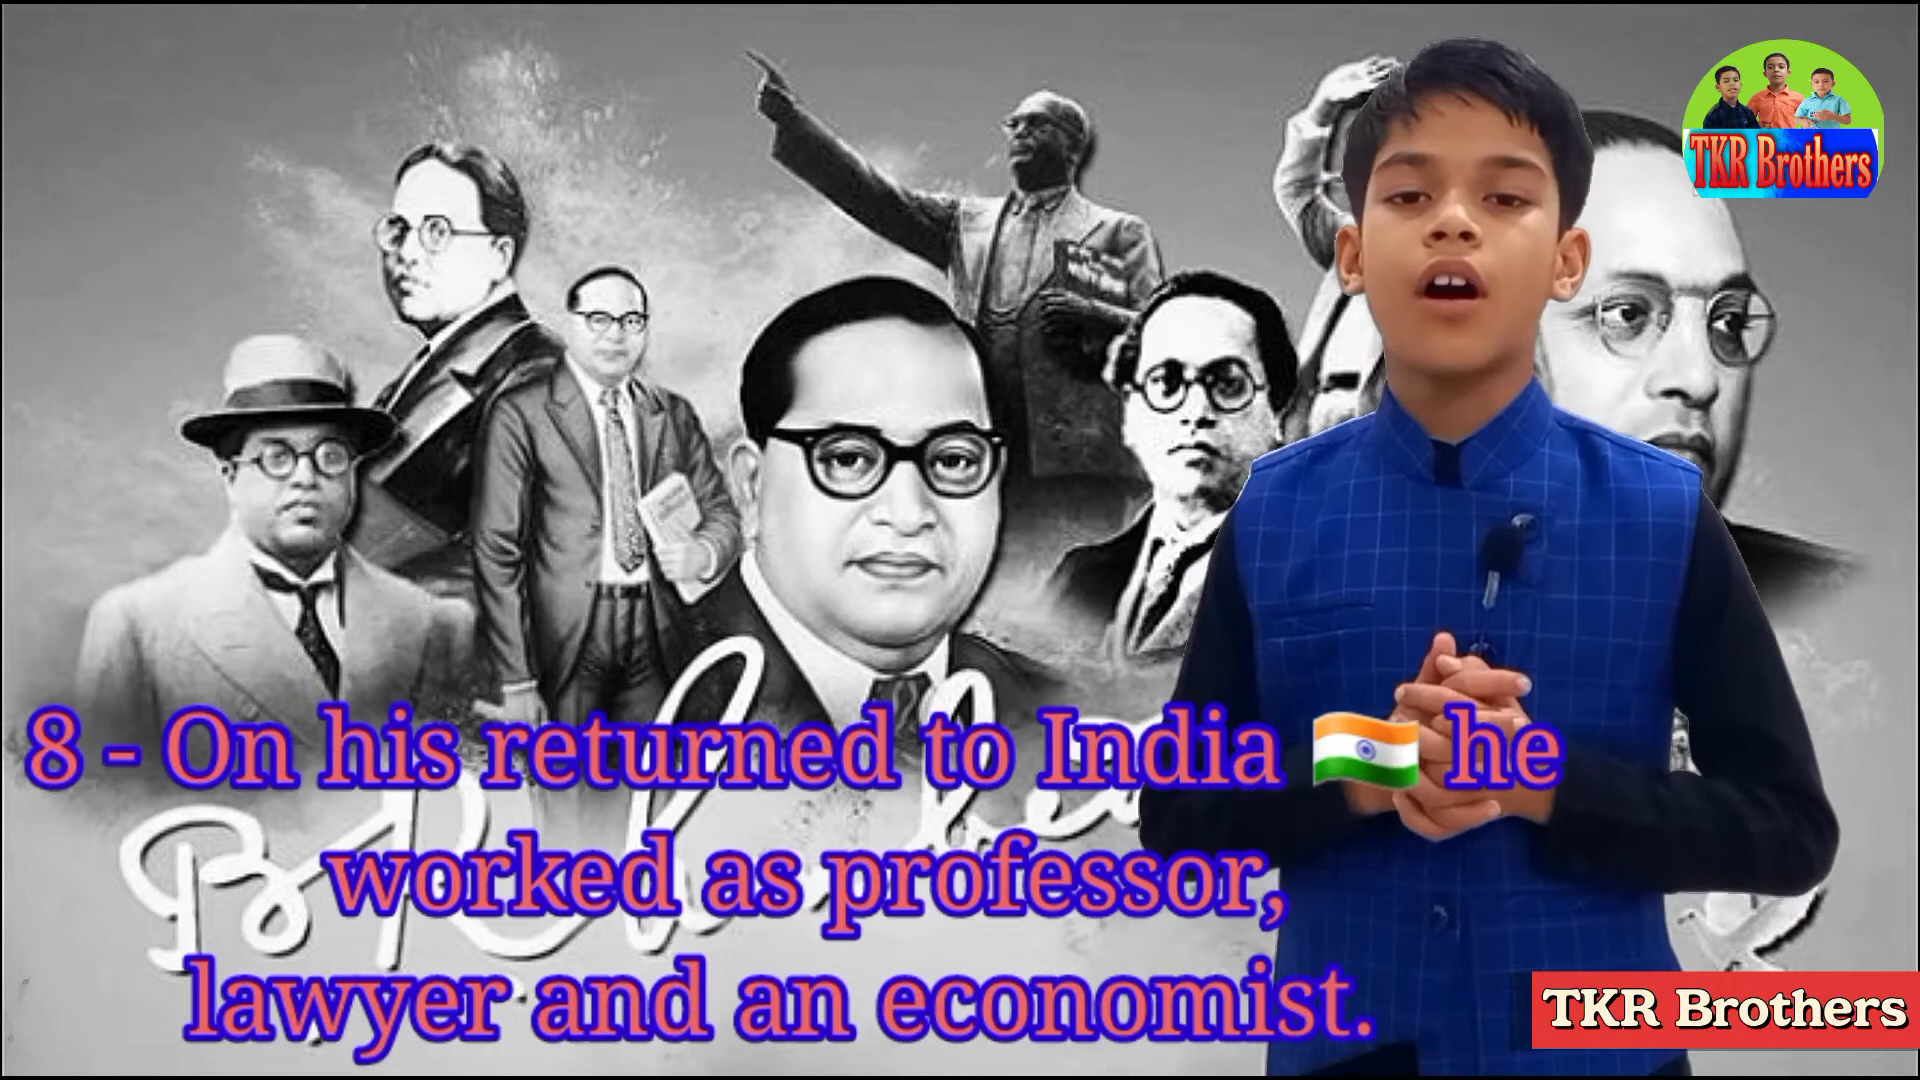 TKR Brothers
8 - On his returned to India 🇮🇳 he
worked as professor,
lawyer and an economist.
TKR Brothers